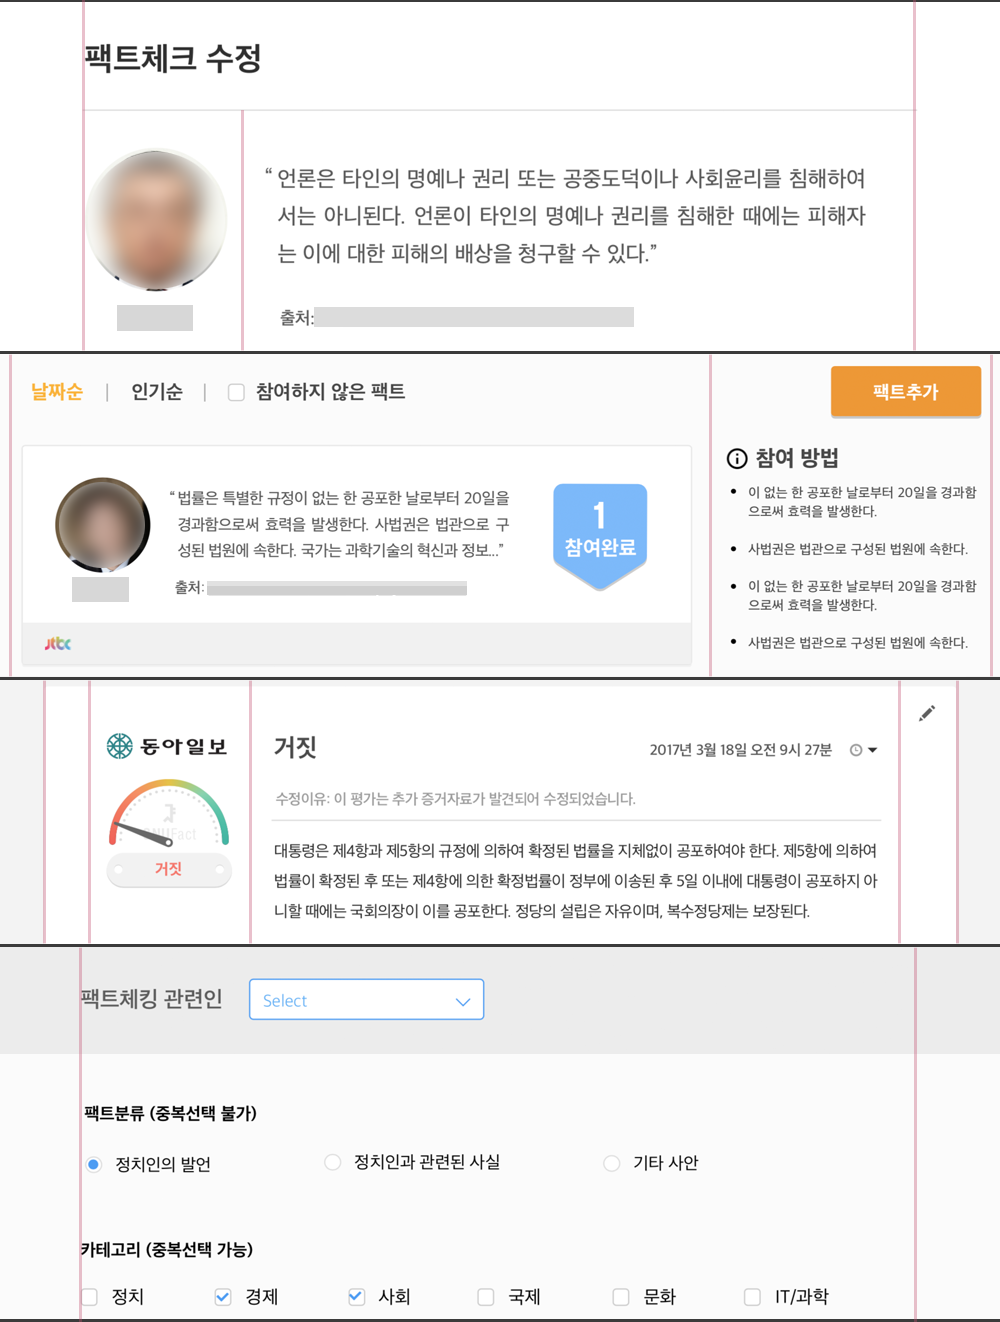 팩트체크 수정
“ 언론은 타인의 명예나 권리 또는 공중도덕이나 사회윤리를 침해하여
서는 아니된다. 언론이 타인의 명예나 권리를 침해한 때에는 피해자
는 이에 대한 피해의 배상을 청구할 수 있다.”
출처:
날짜순 | 인기순 | 참여하지 않은 팩트
팩트추가
“ 법률은 특별한 규정이 없는 한 공포한 날로부터 20일을
경과함으로써 효력을 발생한다. 사법권은 법관으로 구
성된 법원에 속한다. 국가는 과학기술의 혁신과 정보...”
출처:
1
참여완료
jtbc
참여 방법
• 이 없는 한 공포한 날로부터 20일을 경과함
으로써 효력을 발생한다.
• 사법권은 법관으로 구성된 법원에 속한다.
• 이 없는 한 공포한 날로부터 20일을 경과함
으로써 효력을 발생한다.
• 사법권은 법관으로 구성된 법원에 속한다.
동아일보
거짓
거짓
2017년 3월 18일 오전 9시 27분
수정이유: 이 평가는 추가 증거자료가 발견되어 수정되었습니다.
대통령은 제4항과 제5항의 규정에 의하여 확정된 법률을 지체없이 공포하여야 한다. 제5항에 의하여
법률이 확정된 후 또는 제4항에 의한 확정법률이 정부에 이송된 후 5일 이내에 대통령이 공포하지 아
니할 때에는 국회의장이 이를 공포한다. 정당의 설립은 자유이며, 복수정당제는 보장된다.
팩트체킹 관련인
Select
팩트분류 (중복선택 불가)
정치인의 발언
정치인과 관련된 사실
기타 사안
카테고리 (중복선택 가능)
정치
경제
사회
국제
문화
IT/과학